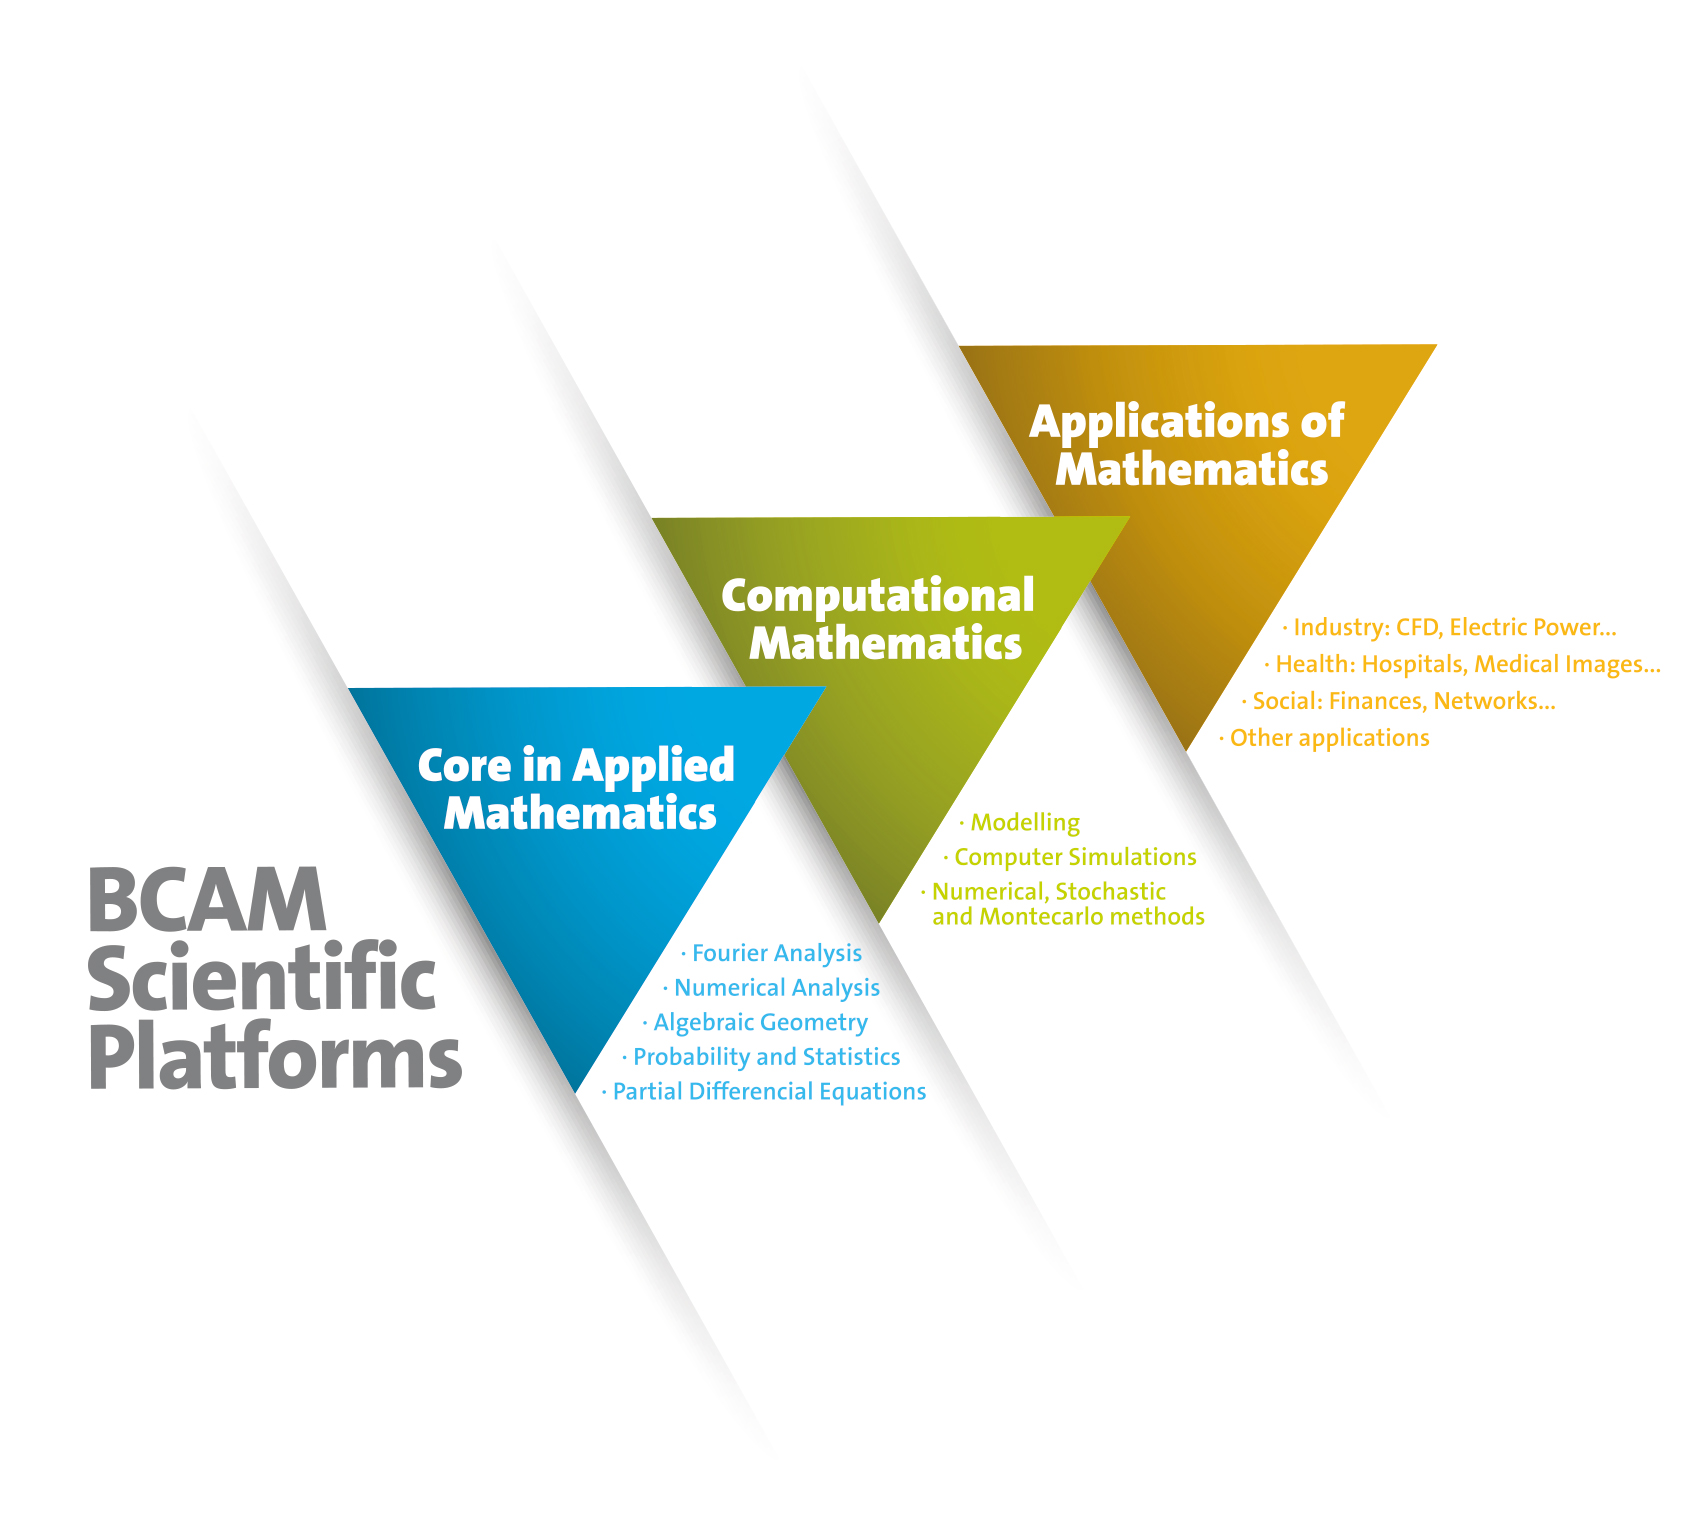 Applications of
Mathematics
· Industry: CFD, Electric Power...
· Health: Hospitals, Medical Images...
· Social: Finances, Networks...
· Other applications
Computational
Mathematics
· Modelling
· Computer Simulations
· Numerical, Stochastic
and Montecarlo methods
Core in Applied
Mathematics
· Fourier Analysis
· Numerical Analysis
· Algebraic Geometry
· Probability and Statistics
· Partial Differencial Equations
BCAM
Scientific
Platforms